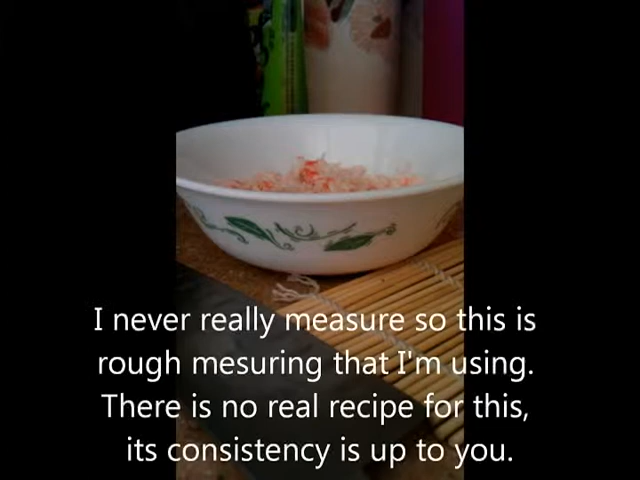 I never really measure so this is
rough mesuring that I'm using.
There is no real recipe for this,
its consistency is up to you.